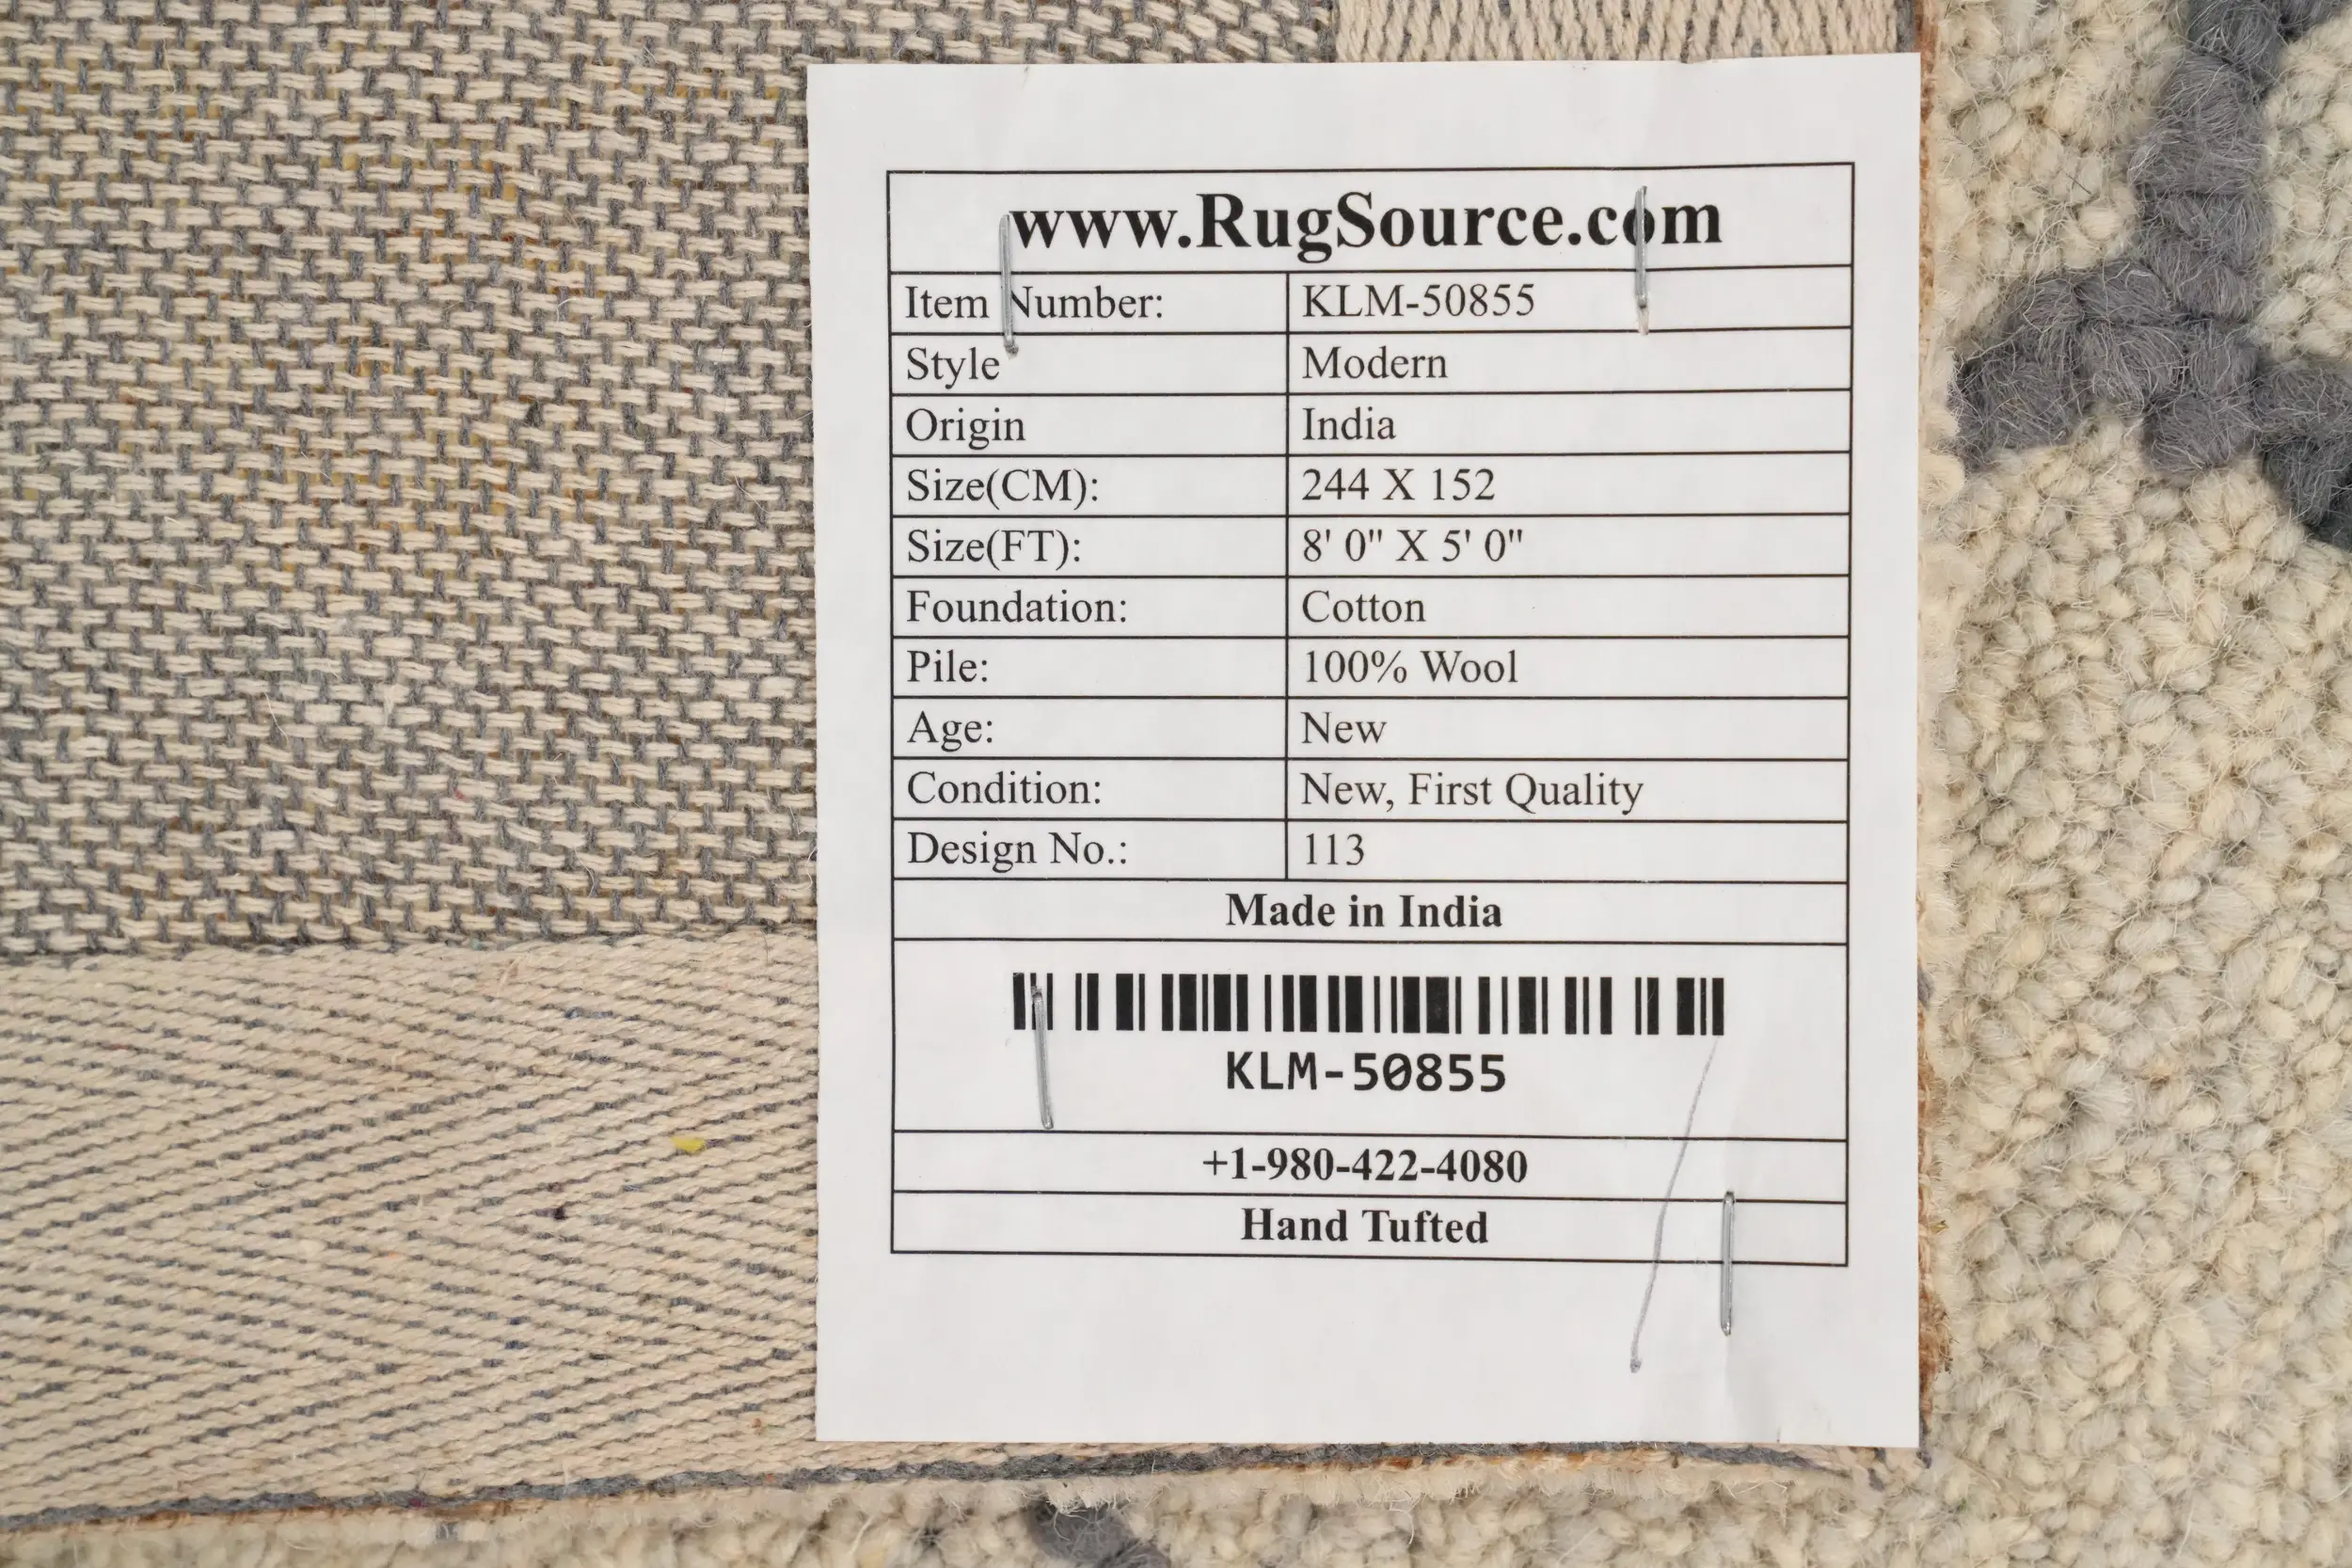 www.RugSource.com
Item Number: KLM-50855
Style Modern
Origin India
Size(CM): 244 X 152
Size(FT): 8' 0" X 5' 0"
Foundation: Cotton
Pile: 100% Wool
Age: New
Condition: New, First Quality
Design No.: 113
Made in India
KLM-50855
+1-980-422-4080
Hand Tufted